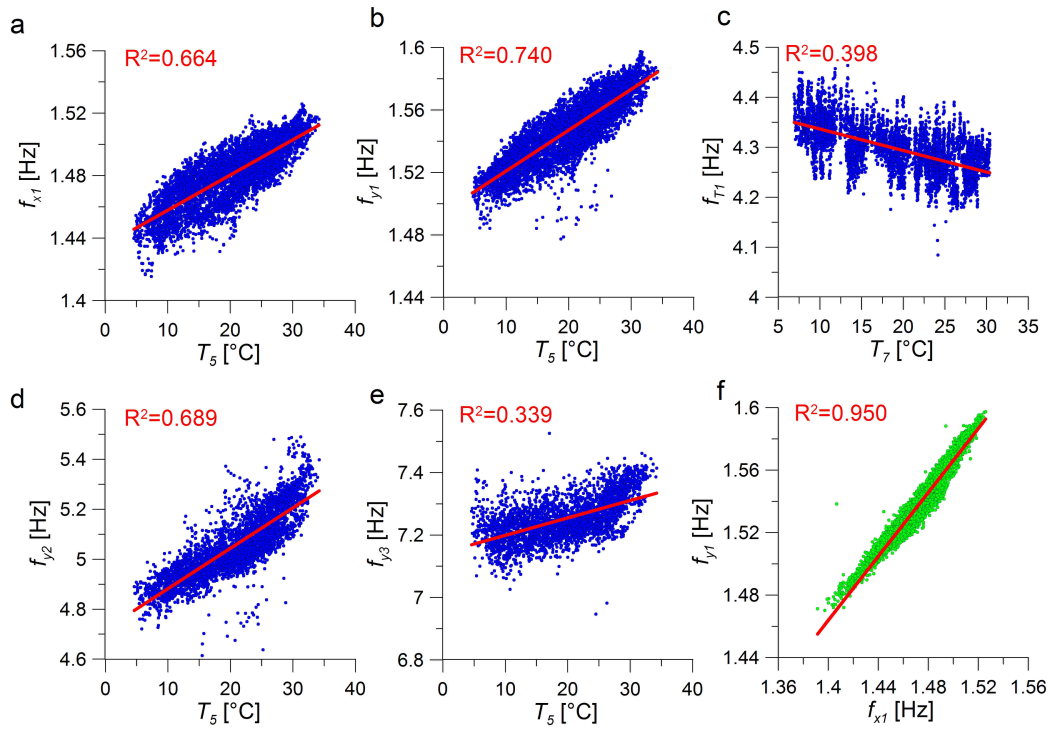 a
R²=0.664
1.56
1.52
1.48
1.44
1.4
0 10 20 30 40
fx1 [Hz]
T5 [°C]
b
R²=0.740
1.6
1.56
1.52
1.48
1.44
0 10 20 30 40
fy1 [Hz]
T5 [°C]
c
R²=0.398
4.5
4.4
4.3
4.2
4.1
4
5 10 15 20 25 30 35
fT1 [Hz]
T7 [°C]
d
R²=0.689
5.6
5.4
5.2
5
4.8
4.6
0 10 20 30 40
fy2 [Hz]
T5 [°C]
e
R²=0.339
7.6
7.4
7.2
7
6.8
0 10 20 30 40
fy3 [Hz]
T5 [°C]
f
R²=0.950
1.6
1.56
1.52
1.48
1.44
1.36 1.4 1.44 1.48 1.52 1.56
fy1 [Hz]
fx1 [Hz]